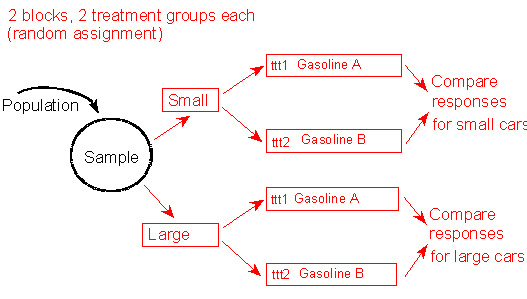 2 blocks, 2 treatment groups each
(random assignment)
Population
Sample
Small
ttt1 Gasoline A
ttt2 Gasoline B
Compare
responses
for small cars
Large
ttt1 Gasoline A
ttt2 Gasoline B
Compare
responses
for large cars